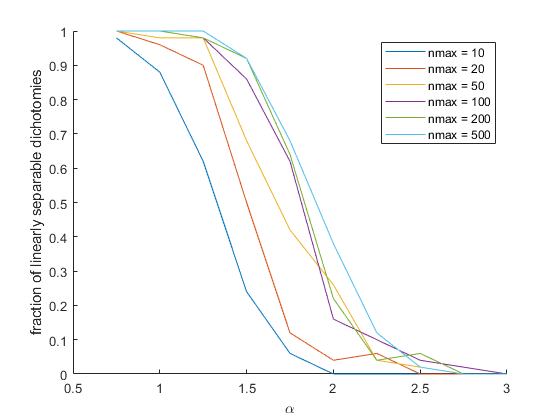 1
0.9
0.8
0.7
0.6
0.5
0.4
0.3
0.2
0.1
0
fraction of linearly separable dichotomies
nmax = 10
nmax = 20
nmax = 50
nmax = 100
nmax = 200
nmax = 500
0.5 1 1.5 2 2.5 3
α